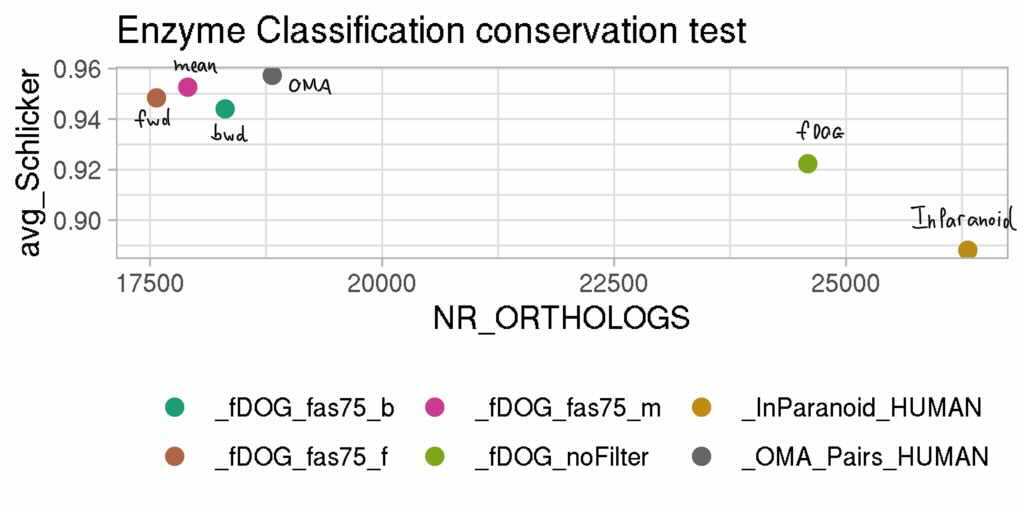 Enzyme Classification conservation test
avg_Schlicker
0.96
0.94
0.92
0.90
mean
OMA
fwd
bwd
fDOG
InParanoid
17500 20000 22500 25000
NR_ORTHOLOGS
_fDOG_fas75_b _fDOG_fas75_m _InParanoid_HUMAN
_fDOG_fas75_f _fDOG_noFilter _OMA_Pairs_HUMAN